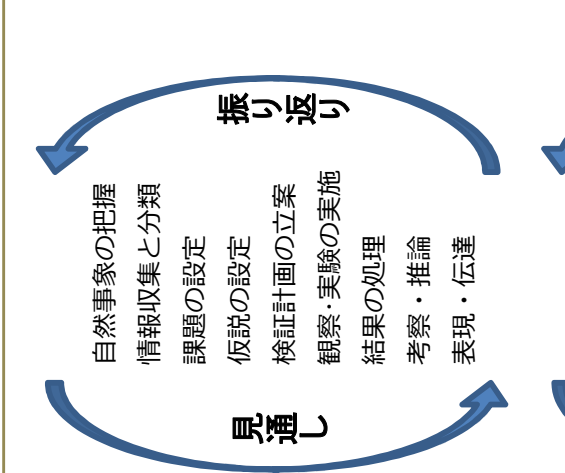 振り返り
自然事象の把握
情報収集と分類
課題の設定
仮説の設定
検証計画の立案
観察・実験の実施
結果の処理
考察・推論
表現・伝達
見通し